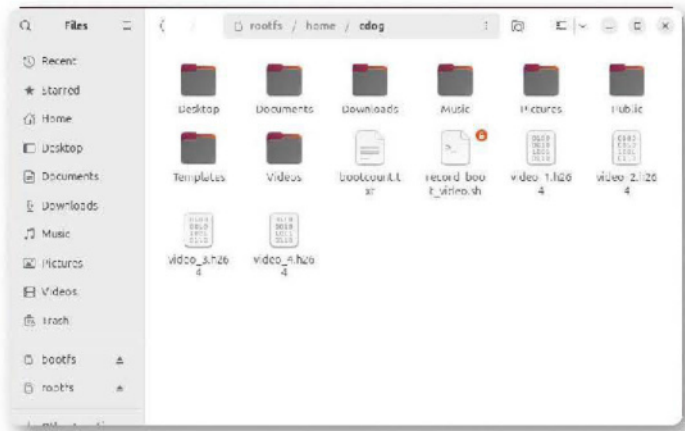 Files
rootfs / home / cdog
Recent
Starred
Home
Desktop
Documents
Downloads
Music
Pictures
Videos
Trash
bootfs
rootfs
Desktop
Documents
Downloads
Music
Pictures
Public
Templates
Videos
bootcount.t
xt
record_boo
t_video.sh
video_1.h26
4
video_2.h26
4
video_3.h26
4
video_4.h26
4